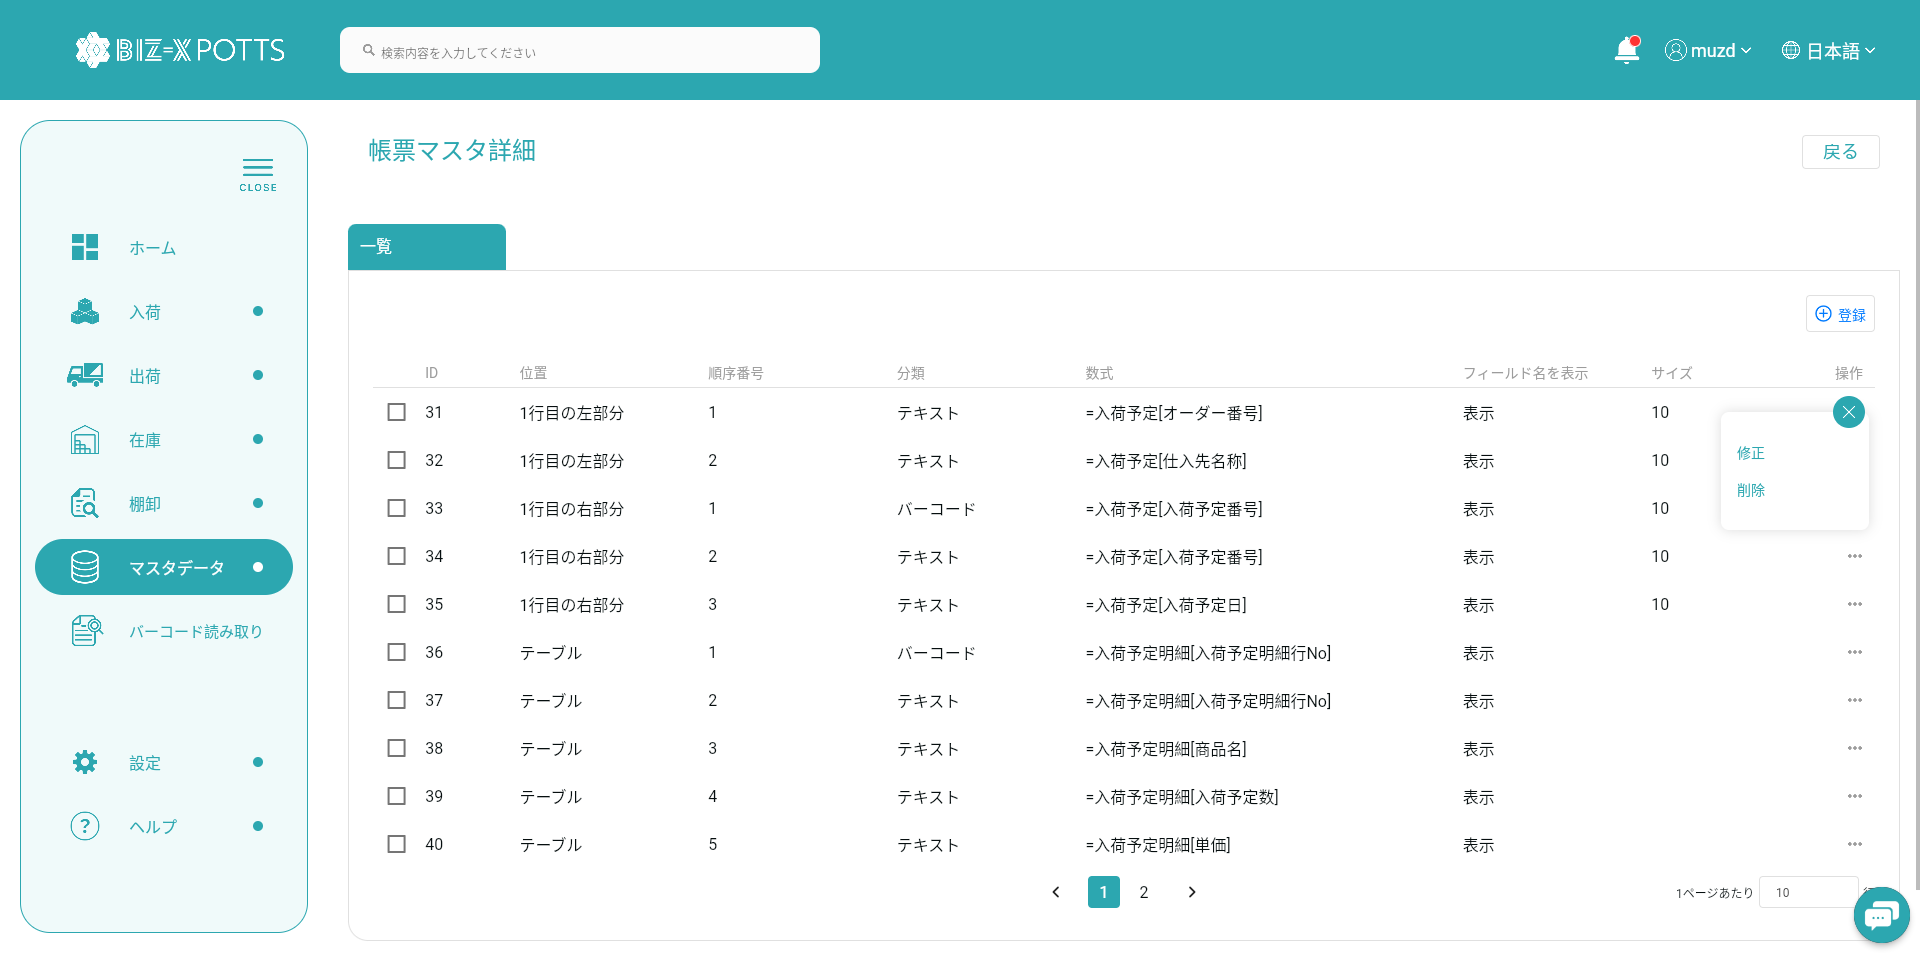 BIZ=X POTTS
検索内容を入力してください
muzd
日本語
CLOSE
ホーム
入荷
出荷
在庫
棚卸
マスタデータ
バーコード読み取り
設定
ヘルプ
帳票マスタ詳細
戻る
一覧
登録
ID 位置 順序番号 分類 数式 フィールド名を表示 サイズ 操作
31 1行目の左部分 1 テキスト =入荷予定[オーダー番号] 表示 10
32 1行目の左部分 2 テキスト =入荷予定[仕入先名称] 表示 10
33 1行目の右部分 1 バーコード =入荷予定[入荷予定番号] 表示 10
34 1行目の右部分 2 テキスト =入荷予定[入荷予定番号] 表示 10
35 1行目の右部分 3 テキスト =入荷予定[入荷予定日] 表示 10
36 テーブル 1 バーコード =入荷予定明細[入荷予定明細行No] 表示
37 テーブル 2 テキスト =入荷予定明細[入荷予定明細行No] 表示
38 テーブル 3 テキスト =入荷予定明細[商品名] 表示
39 テーブル 4 テキスト =入荷予定明細[入荷予定数] 表示
40 テーブル 5 テキスト =入荷予定明細[単価] 表示
修正
削除
1 2
1ページあたり 10